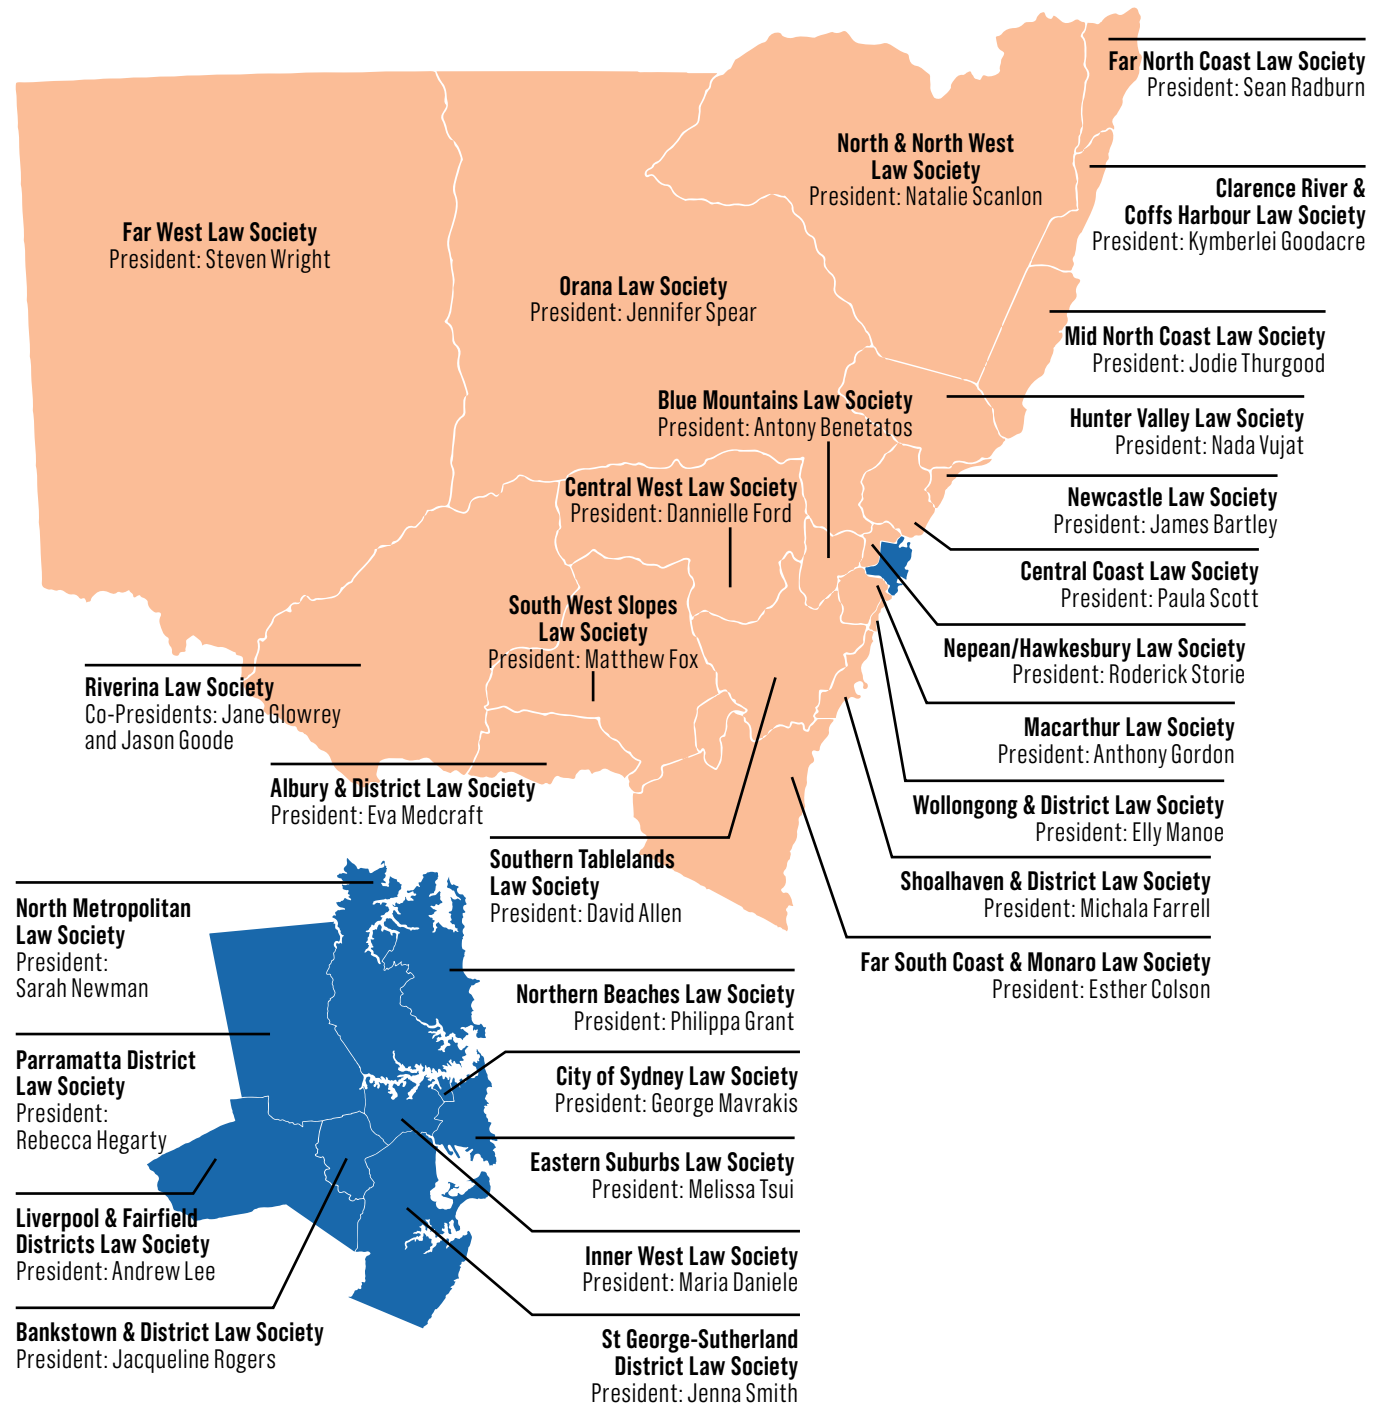 Far North Coast Law Society
President: Sean Radburn
North & North West
Law Society
President: Natalie Scanlon
Clarence River &
Coffs Harbour Law Society
President: Kymberlei Goodacre
Far West Law Society
President: Steven Wright
Orana Law Society
President: Jennifer Spear
Mid North Coast Law Society
President: Jodie Thurgood
Blue Mountains Law Society
President: Antony Benetatos
Hunter Valley Law Society
President: Nada Vujat
Central West Law Society
President: Dannielle Ford
Newcastle Law Society
President: James Bartley
Central Coast Law Society
President: Paula Scott
South West Slopes
Law Society
President: Matthew Fox
Nepean/Hawkesbury Law Society
President: Roderick Storie
Riverina Law Society
Co-Presidents: Jane Glowrey
and Jason Goode
Macarthur Law Society
President: Anthony Gordon
Albury & District Law Society
President: Eva Medcraft
Wollongong & District Law Society
President: Elly Manoe
Southern Tablelands
Law Society
President: David Allen
Shoalhaven & District Law Society
President: Michala Farrell
North Metropolitan
Law Society
President:
Sarah Newman
Far South Coast & Monaro Law Society
President: Esther Colson
Northern Beaches Law Society
President: Philippa Grant
Parramatta District
Law Society
President:
Rebecca Hegarty
City of Sydney Law Society
President: George Mavrakis
Eastern Suburbs Law Society
President: Melissa Tsui
Liverpool & Fairfield
Districts Law Society
President: Andrew Lee
Inner West Law Society
President: Maria Daniele
Bankstown & District Law Society
President: Jacqueline Rogers
St George-Sutherland
District Law Society
President: Jenna Smith